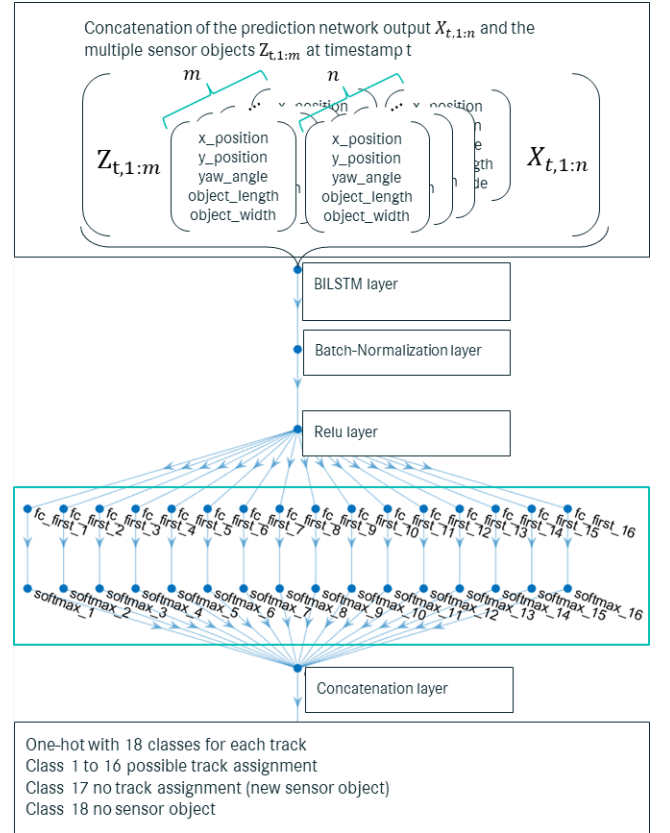 Concatenation of the prediction network output X_{t,1:n} and the
multiple sensor objects Z_{t,1:m} at timestamp t
m
n
x_position
x_position
Z_{t,1:m}
x_position
y_position
yaw_angle
object_length
object_width
x_position
y_position
yaw_angle
object_length
object_width
X_{t,1:n}
BILSTM layer
Batch-Normalization layer
Relu layer
fc_first_1
fc_first_2
fc_first_3
fc_first_4
fc_first_5
fc_first_6
fc_first_7
fc_first_8
fc_first_9
fc_first_10
fc_first_11
fc_first_12
fc_first_13
fc_first_14
fc_first_15
fc_first_16
softmax_1
softmax_2
softmax_3
softmax_4
softmax_5
softmax_6
softmax_7
softmax_8
softmax_9
softmax_10
softmax_11
softmax_12
softmax_13
softmax_14
softmax_15
softmax_16
Concatenation layer
One-hot with 18 classes for each track
Class 1 to 16 possible track assignment
Class 17 no track assignment (new sensor object)
Class 18 no sensor object